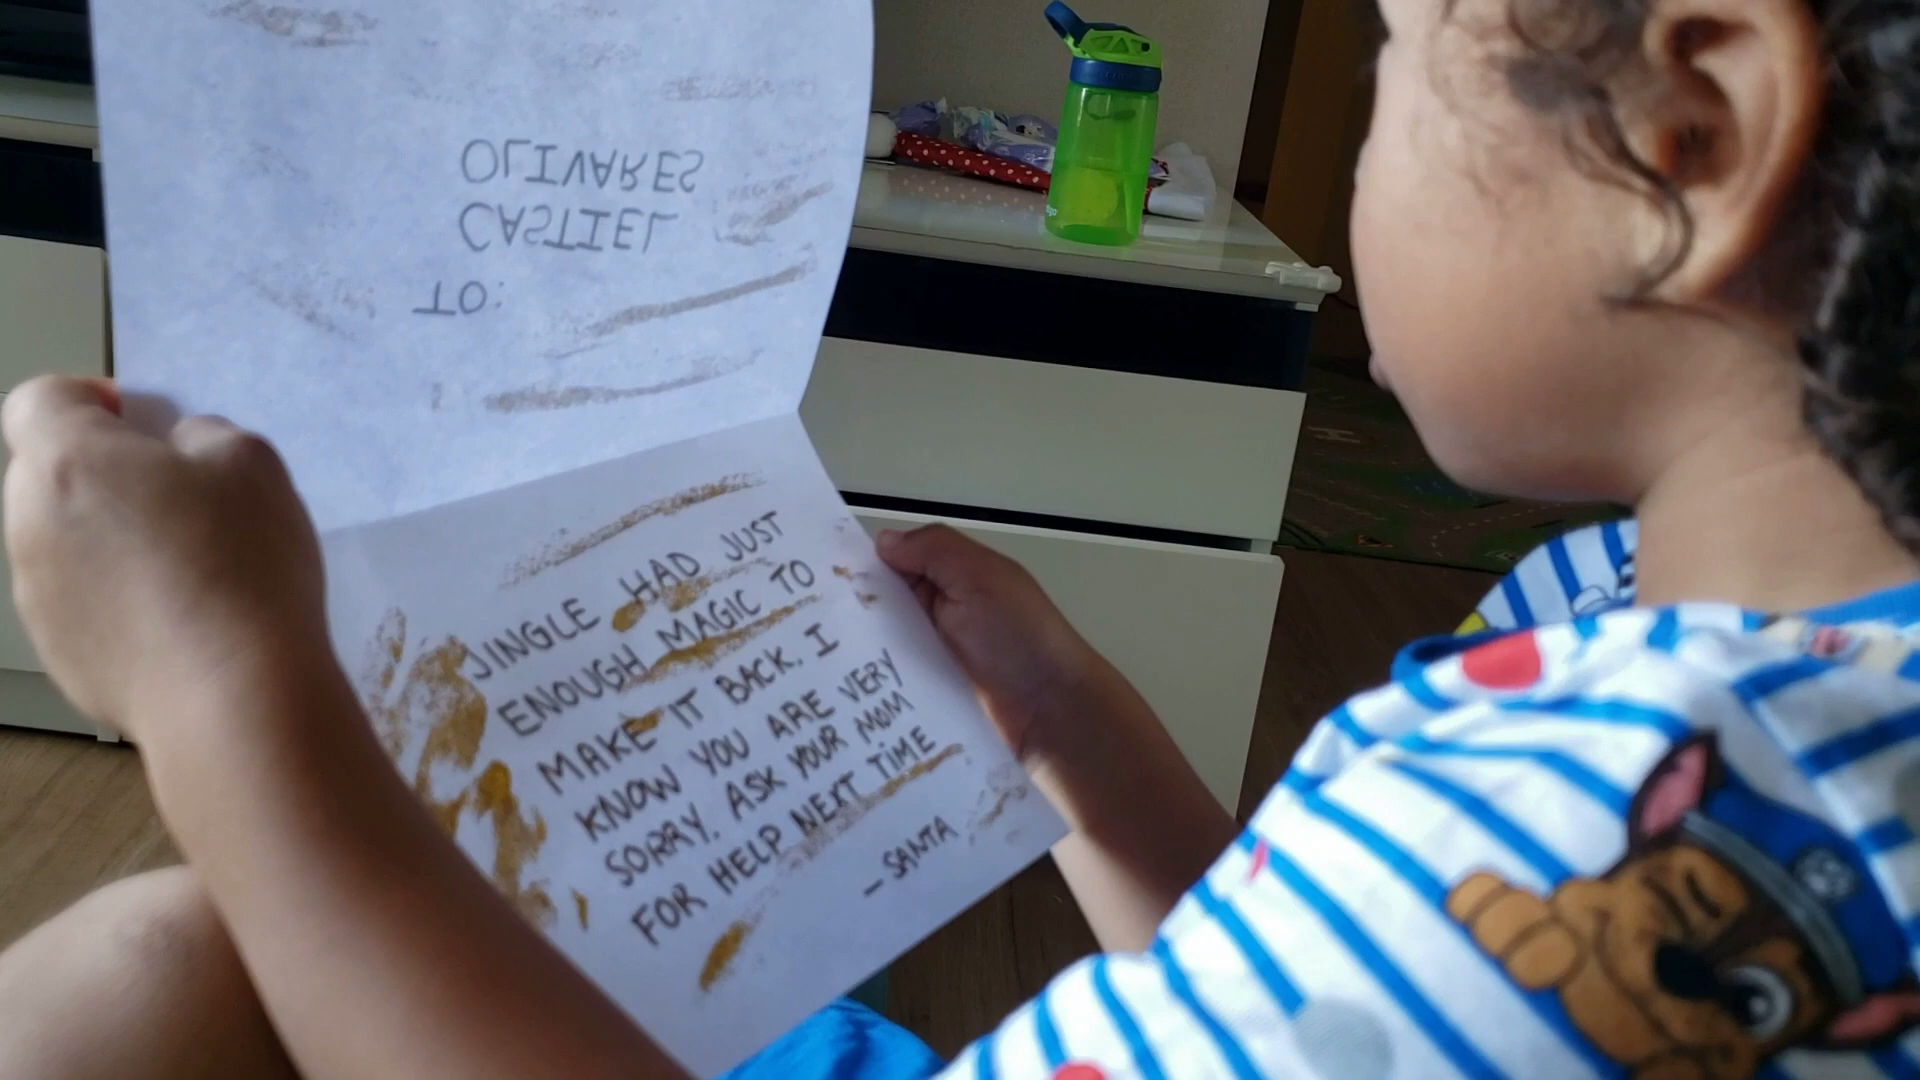 TO:
CASTIEL
OLIVARES
JINGLE HAD JUST
ENOUGH MAGIC TO
MAKE IT BACK. I
KNOW YOU ARE VERY
SORRY. ASK YOUR MOM
FOR HELP NEXT TIME
- SANTA